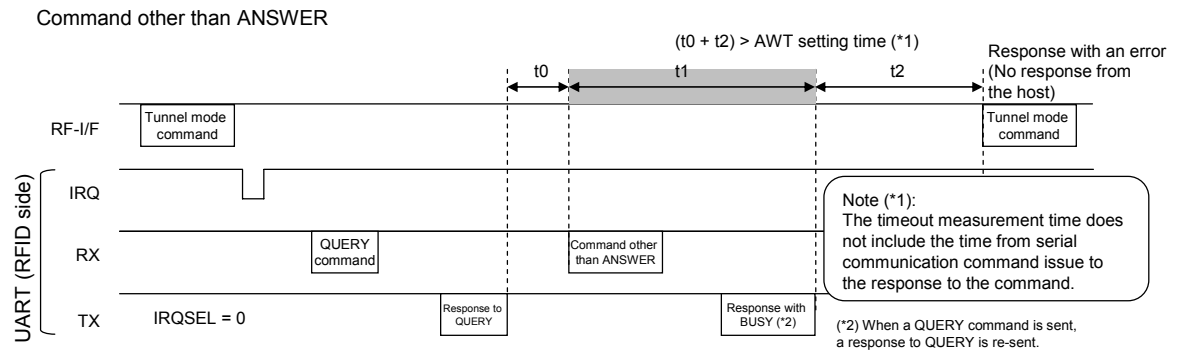 Command other than ANSWER
(t0 + t2) > AWT setting time (*1)
Response with an error
(No response from
the host)
t0
t1
t2
RF-I/F
Tunnel mode
command
Tunnel mode
command
UART (RFID side)
IRQ
RX
QUERY
command
Command other
than ANSWER
TX
IRQSEL = 0
Response to
QUERY
Response with
BUSY (*2)
Note (*1):
The timeout measurement time does
not include the time from serial
communication command issue to
the response to the command.
(*2) When a QUERY command is sent,
a response to QUERY is re-sent.